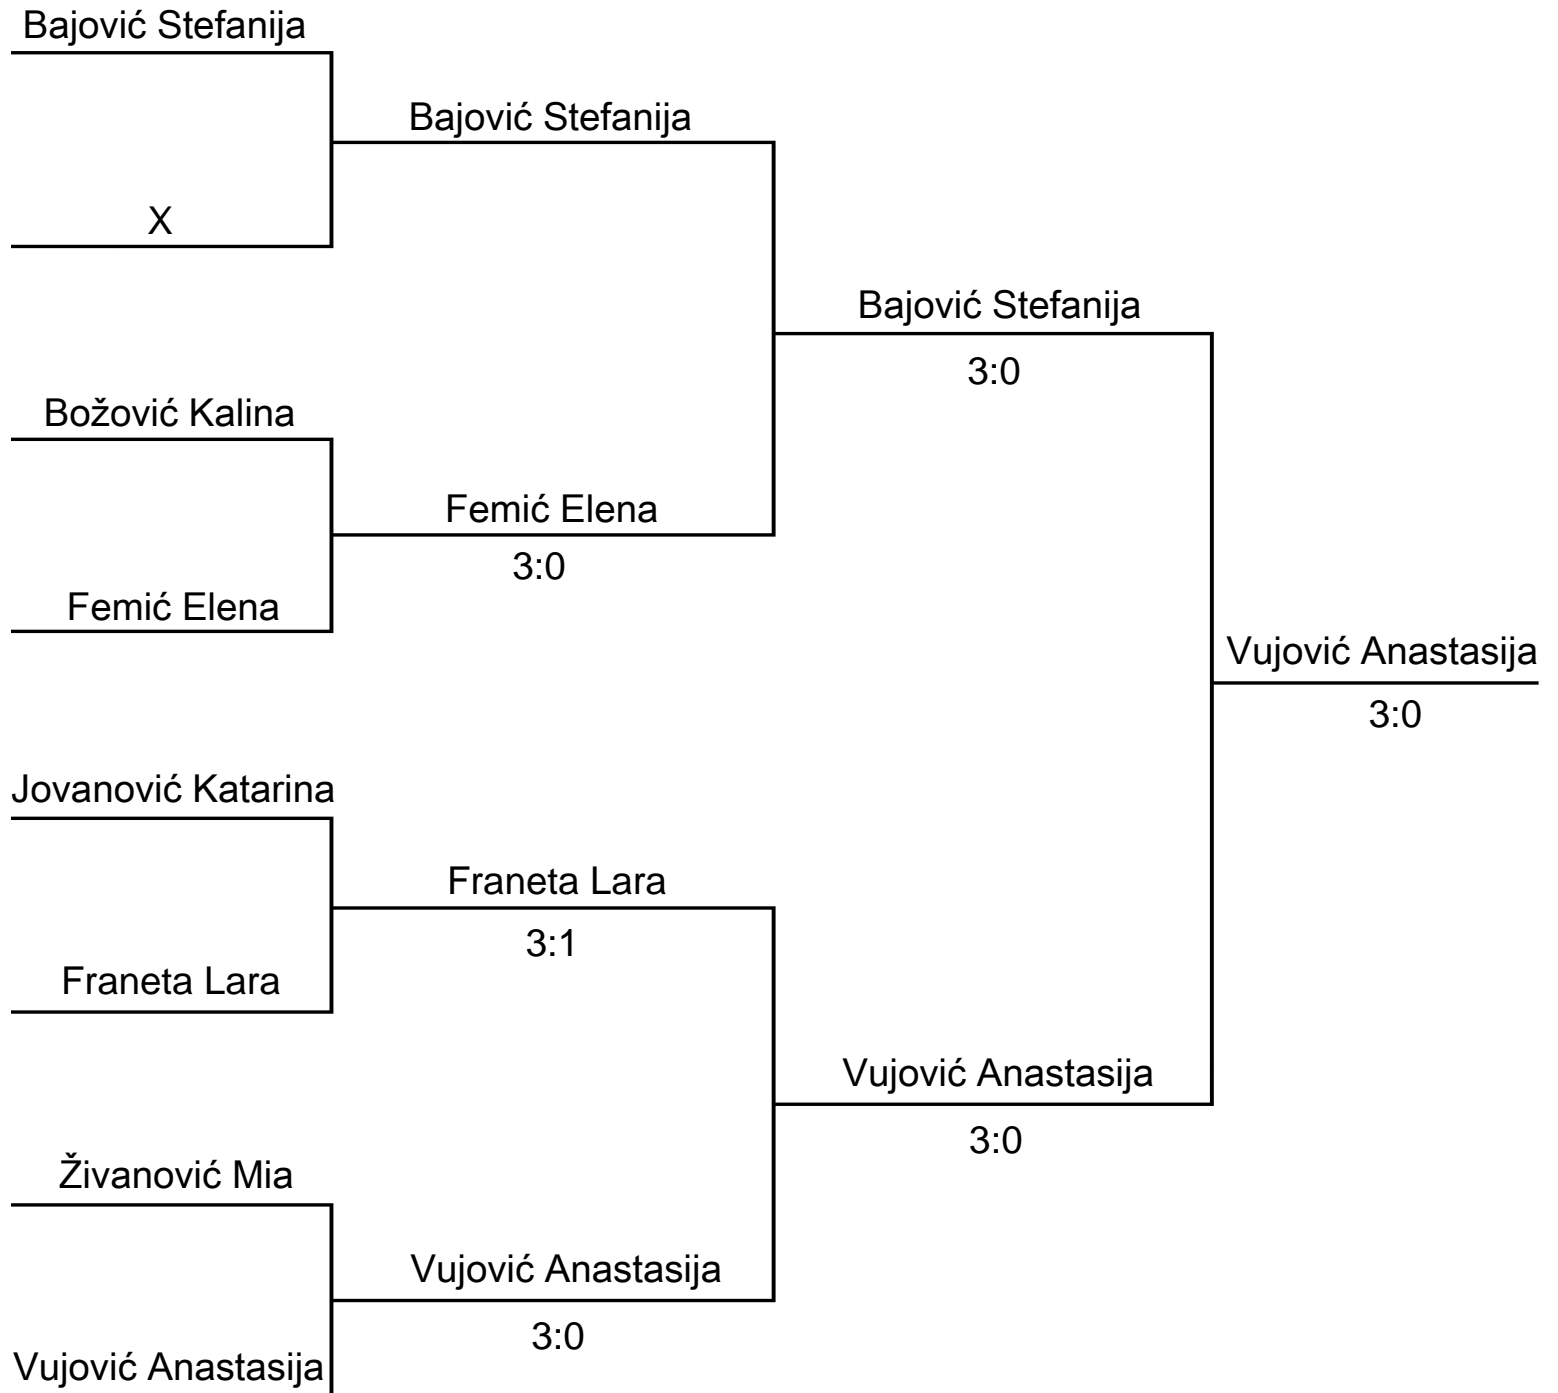 Bajović Stefanija
Bajović Stefanija
X
Bajović Stefanija
3:0
Božović Kalina
Femić Elena
3:0
Femić Elena
Vujović Anastasija
3:0
Jovanović Katarina
Franeta Lara
3:1
Franeta Lara
Vujović Anastasija
3:0
Živanović Mia
Vujović Anastasija
3:0
Vujović Anastasija